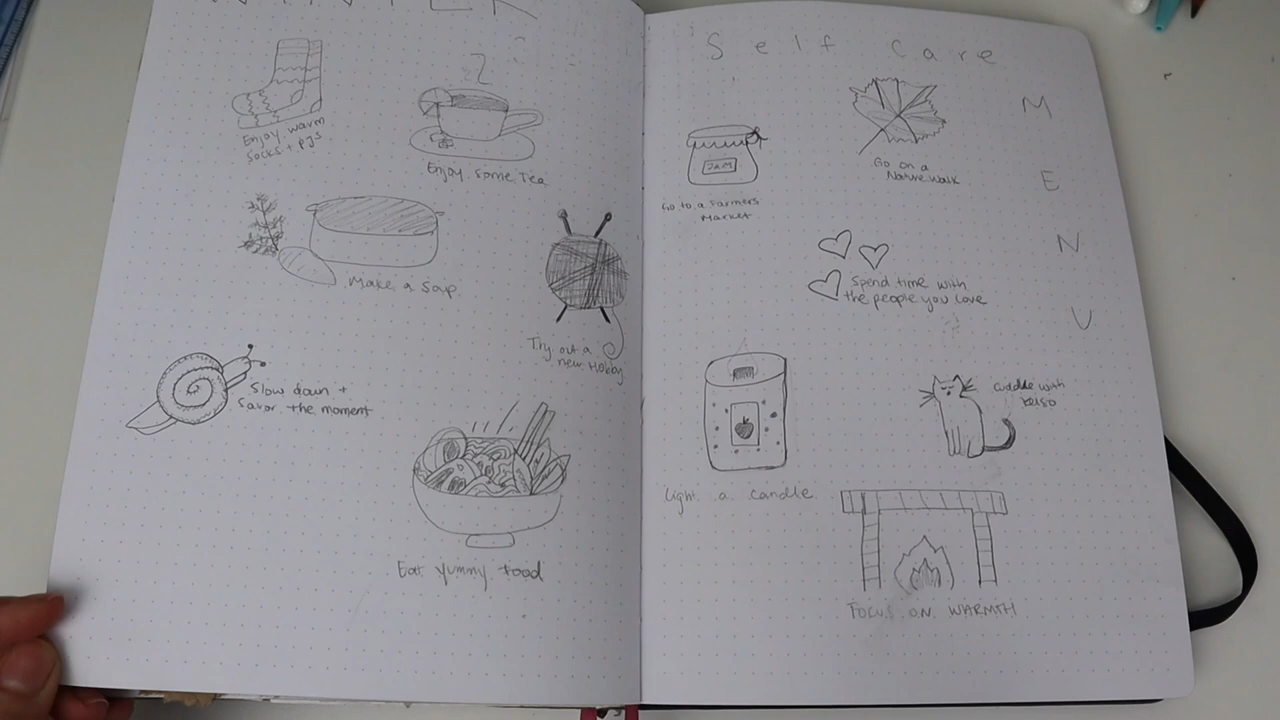 WINTER
Enjoy warm
socks + pjs
Enjoy some Tea
Make a Soup
Try out a
new Hobby
Slow down +
Savor the moment
Eat yummy food
Self Care
MENU
JAM
Go to a Farmers
Market
Go on a
Nature walk
Spend time with
the people you love
light a candle
cuddle with
kelso
FOCUS ON WARMTH